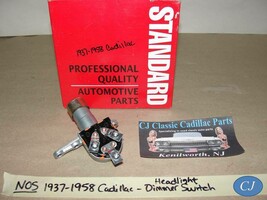 1937-1958 Cadillac
STANDARD
PROFESSIONAL
QUALITY
AUTOMOTIVE
PARTS
CJ Classic Cadillac Parts
Kenilworth, NJ
NOS 1937-1958 Cadillac - Headlight Dimmer Switch
CJ